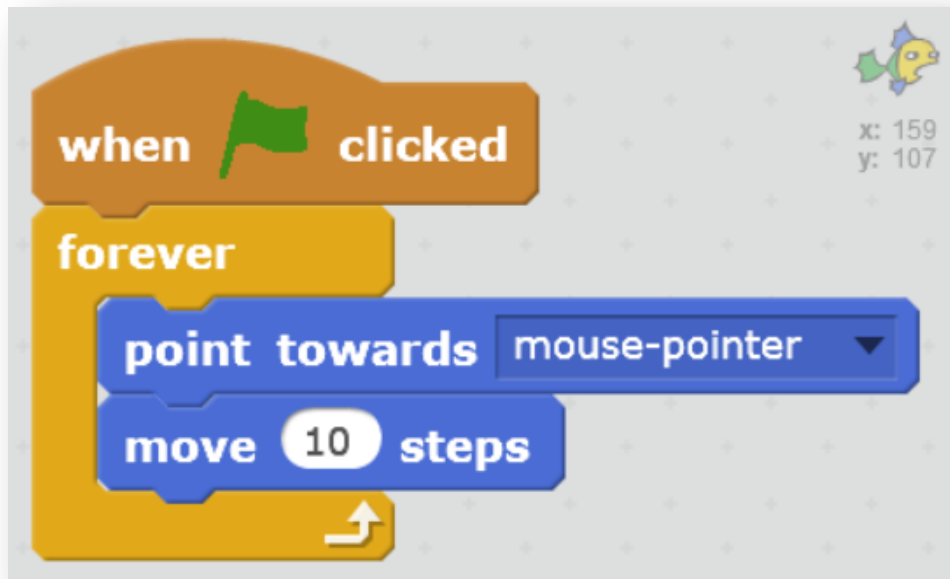 when clicked
x: 159
y: 107
forever
point towards mouse-pointer
move 10 steps